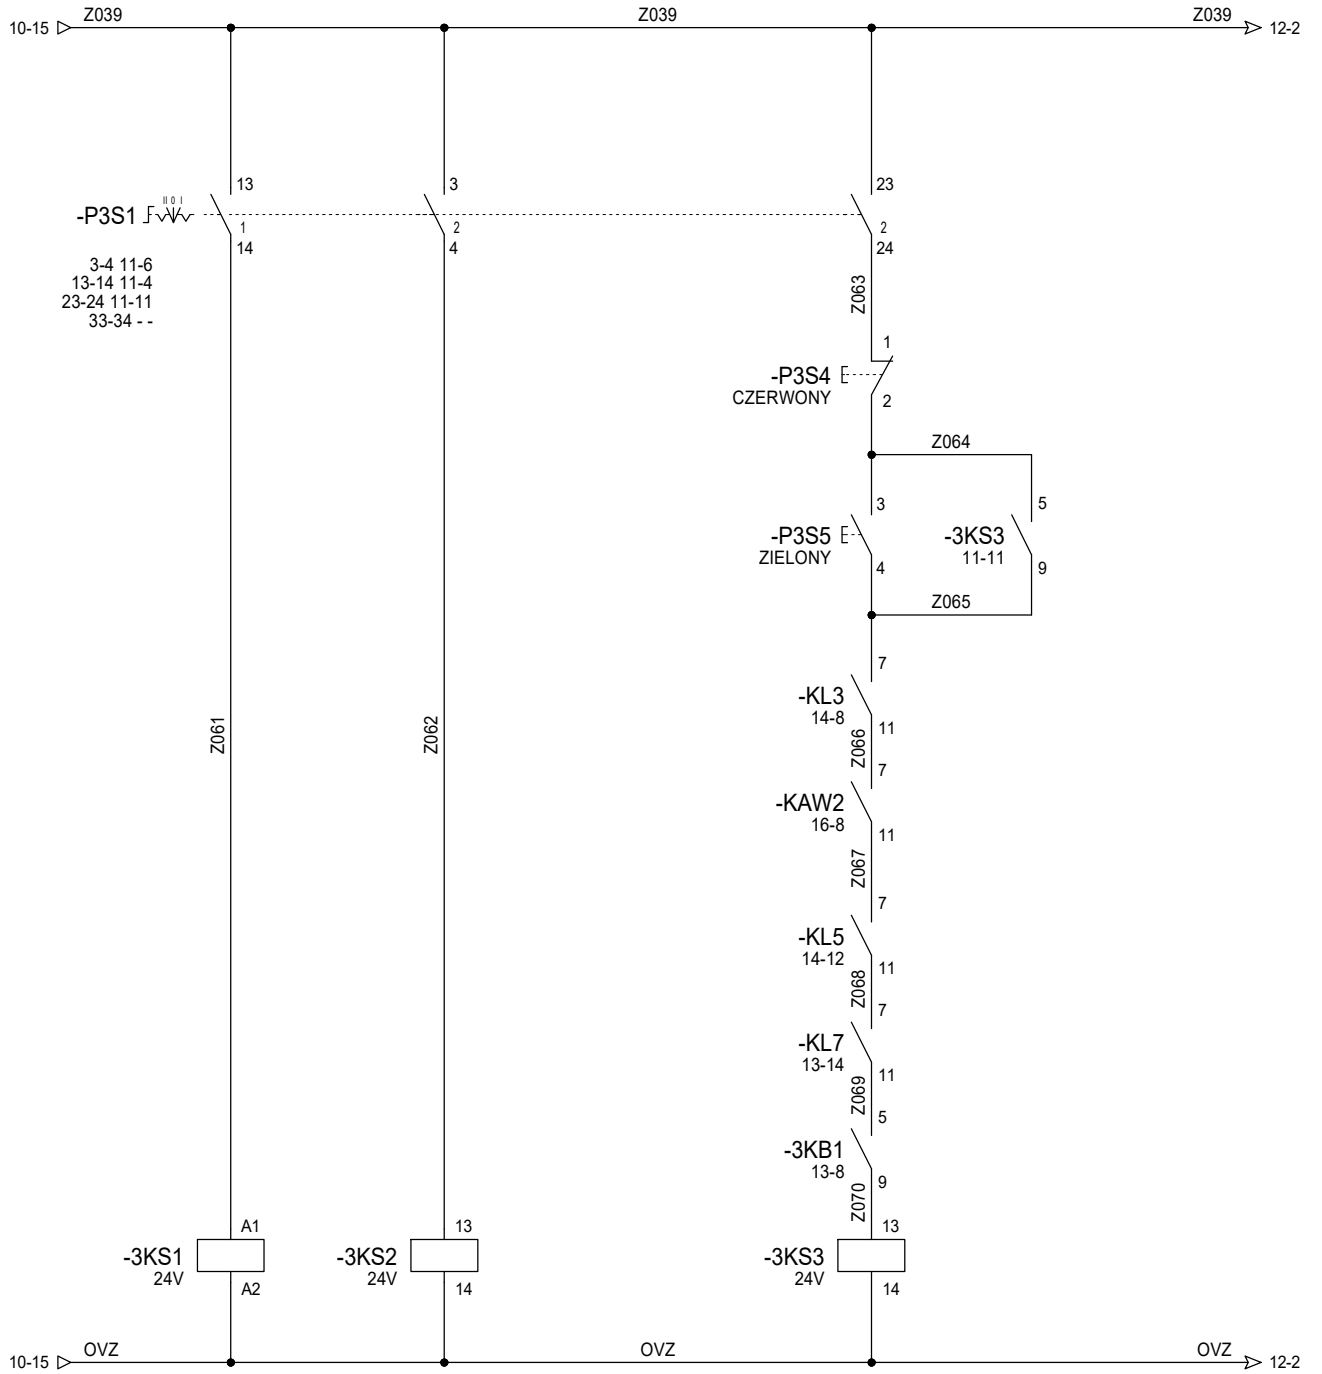 Z039 Z039 Z039
10-15 12-2
13 3 23
II 0 I
-P3S1
1 2 2
14 4 24
3-4 11-6
13-14 11-4
23-24 11-11
33-34 - -
Z063
1
-P3S4
CZERWONY
2
Z064
3 5
-P3S5 -3KS3
ZIELONY 11-11
4 9
Z065
7
-KL3
14-8
11
Z061 Z062 Z066
7
-KAW2
16-8
11
Z067
7
-KL5
14-12
11
Z068
7
-KL7
13-14
11
Z069
5
-3KB1
13-8
9
Z070
A1 13 13
-3KS1 -3KS2 -3KS3
24V 24V 24V
A2 14 14
OVZ OVZ OVZ
10-15 12-2